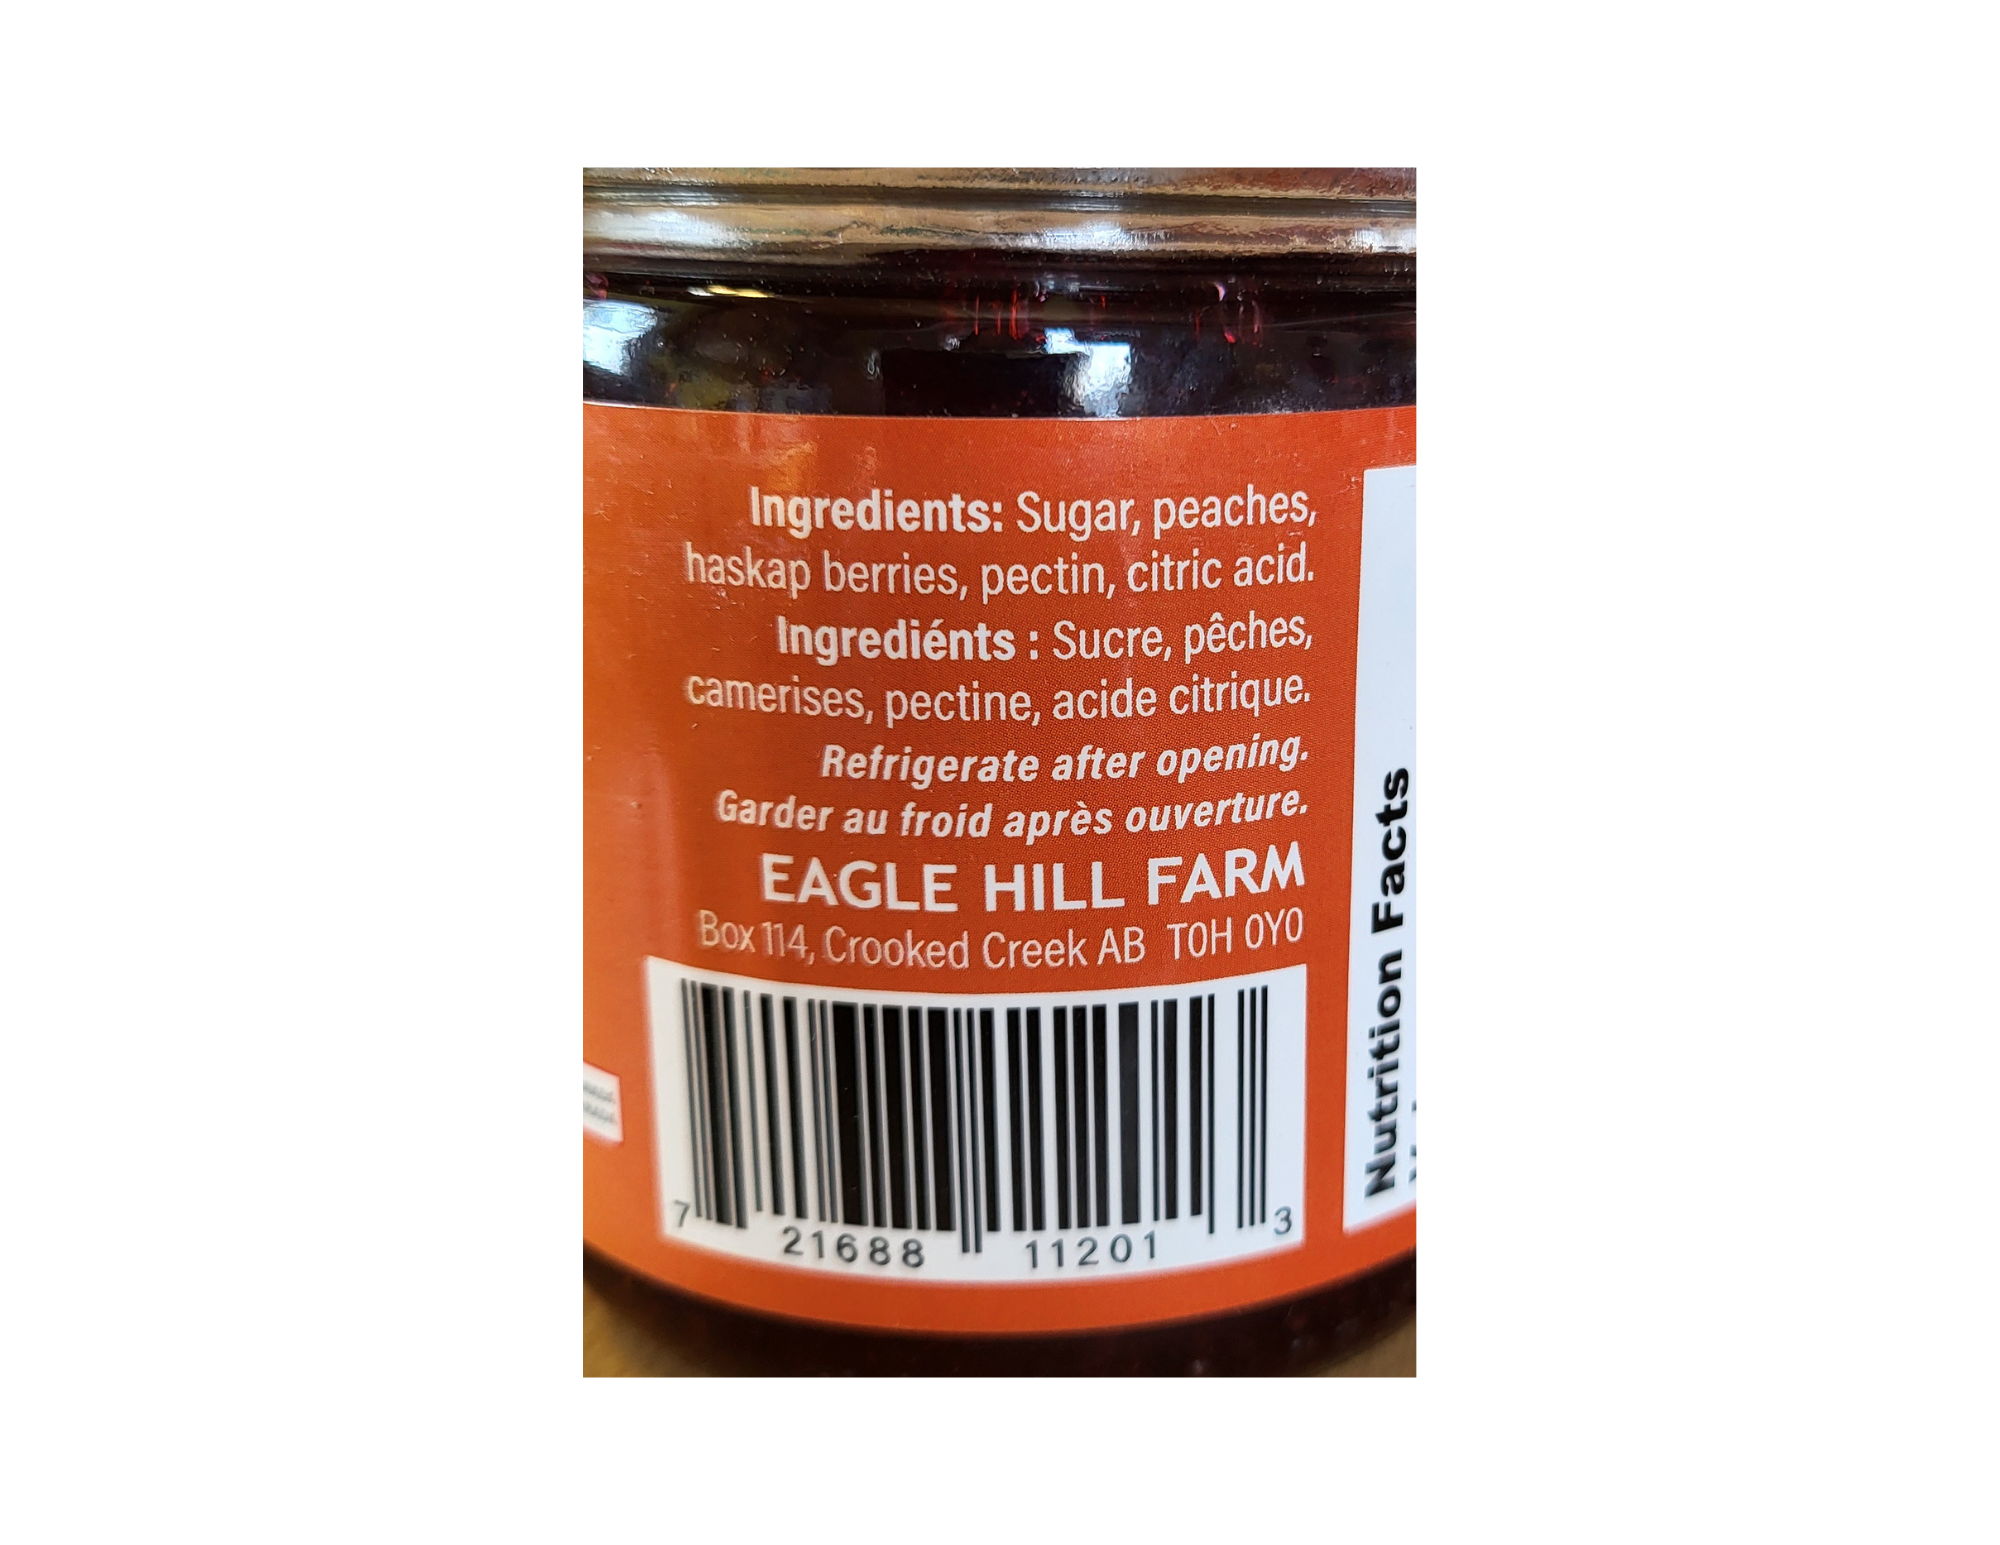 Ingredients: Sugar, peaches,
haskap berries, pectin, citric acid.
Ingrediénts : Sucre, pêches,
camerises, pectine, acide citrique.
Refrigerate after opening.
Garder au froid après ouverture.
EAGLE HILL FARM
Box 114, Crooked Creek AB T0H 0Y0
7 21688 11201 3
Nutrition Facts